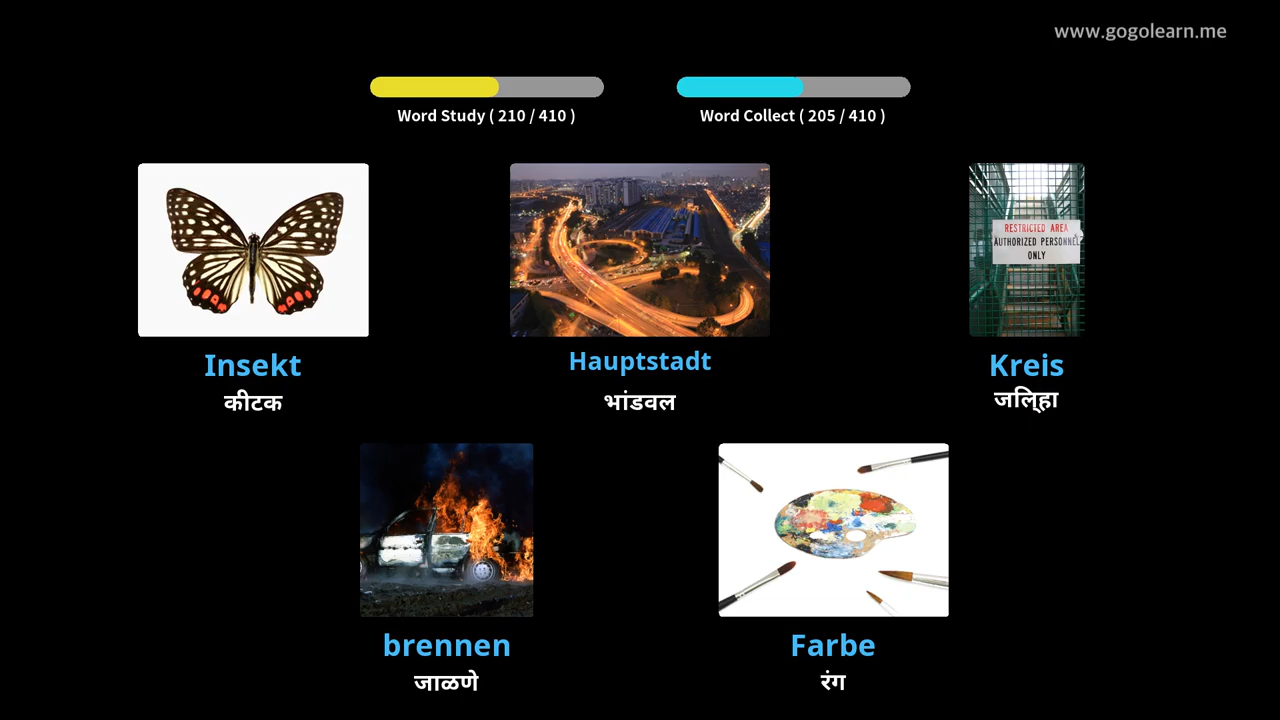 www.gogolearn.me
Word Study ( 210 / 410 )
Word Collect ( 205 / 410 )
RESTRICTED AREA
AUTHORIZED PERSONNEL
ONLY
Insekt
Hauptstadt
Kreis
कीटक
भांडवल
जिल्हा
brennen
Farbe
जाळणे
रंग